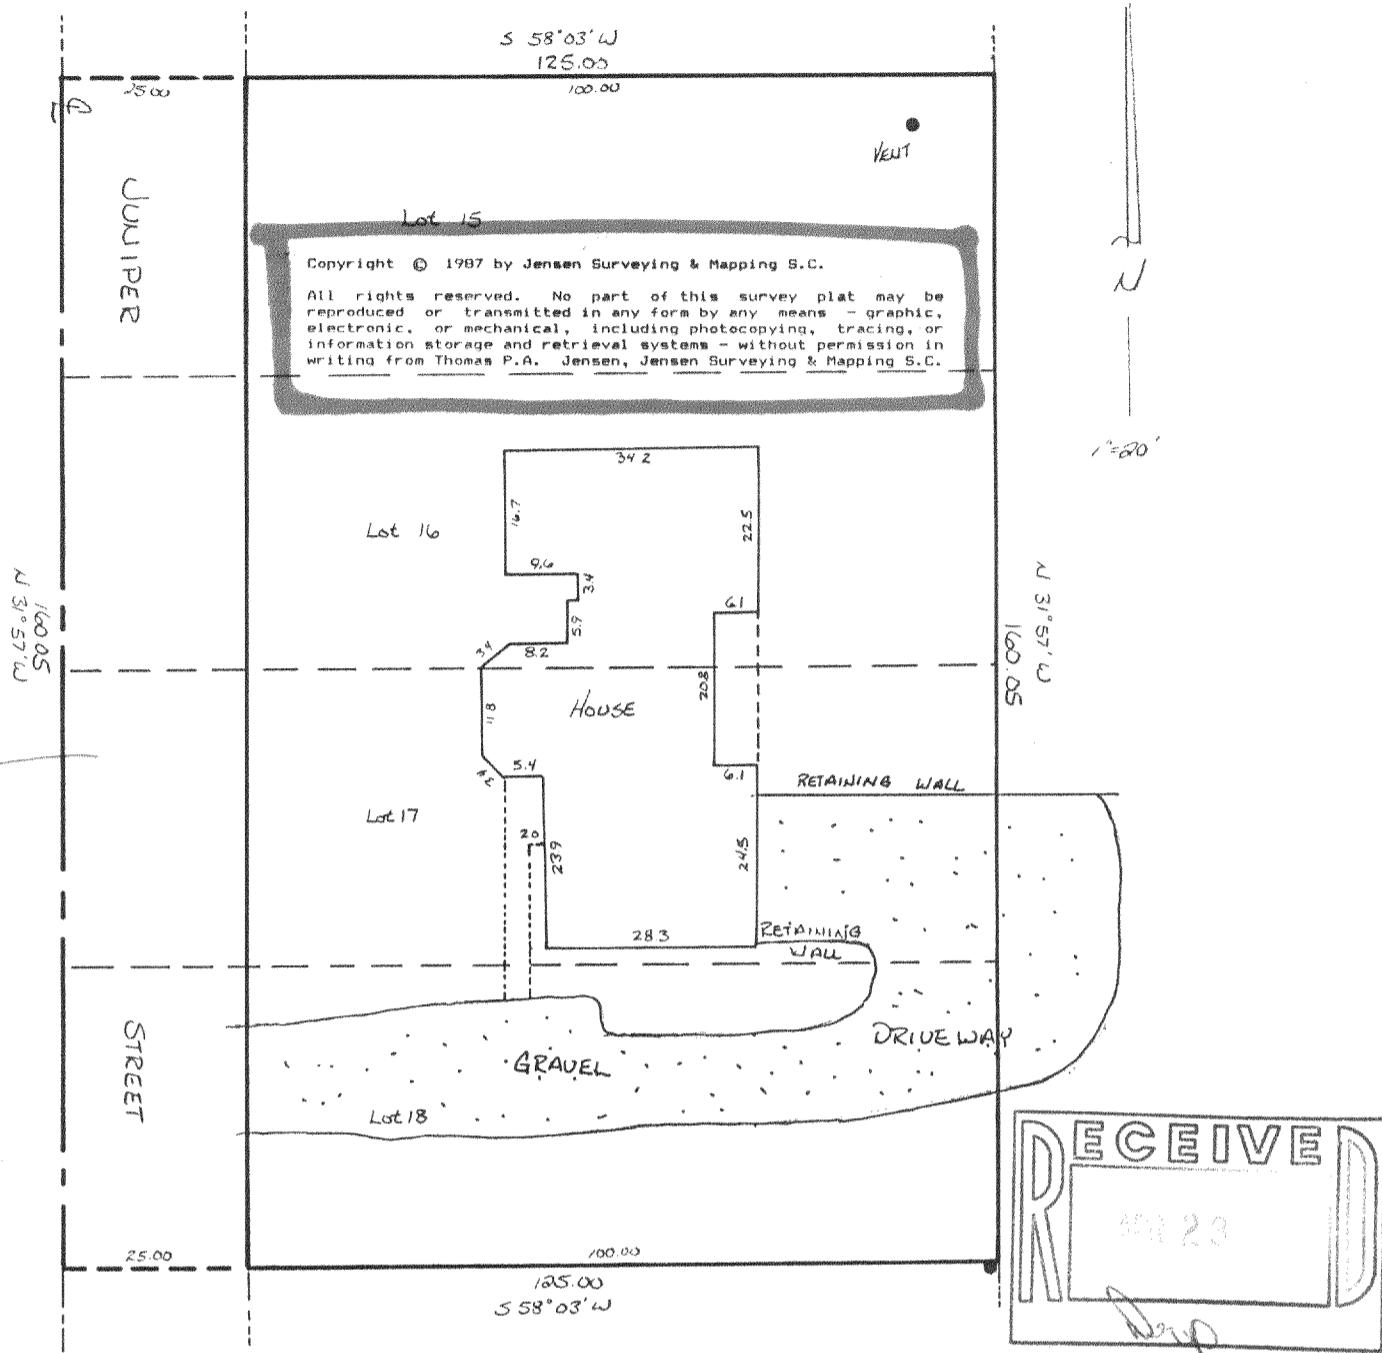 S 58°03' W
125.00
25.00
100.00
VENT
JUNIPER
Lot 15
Copyright © 1987 by Jensen Surveying & Mapping S.C.
All rights reserved. No part of this survey plat may be
reproduced or transmitted in any form by any means - graphic,
electronic, or mechanical, including photocopying, tracing, or
information storage and retrieval systems - without permission in
writing from Thomas P.A. Jensen, Jensen Surveying & Mapping S.C.
N
1"=20'
34.2
16.7
22.5
Lot 16
9.6
3.4
5.9
6.1
8.2
3.4
N 31°57' W
160.05
N 31°57' W
160.05
20.8
HOUSE
11.8
3.4
5.4
6.1
RETAINING WALL
Lot 17
2.0
23.9
24.5
28.3
RETAINING
WALL
STREET
DRIVEWAY
GRAVEL
Lot 18
25.00
100.00
125.00
S 58°03' W
RECEIVED
23